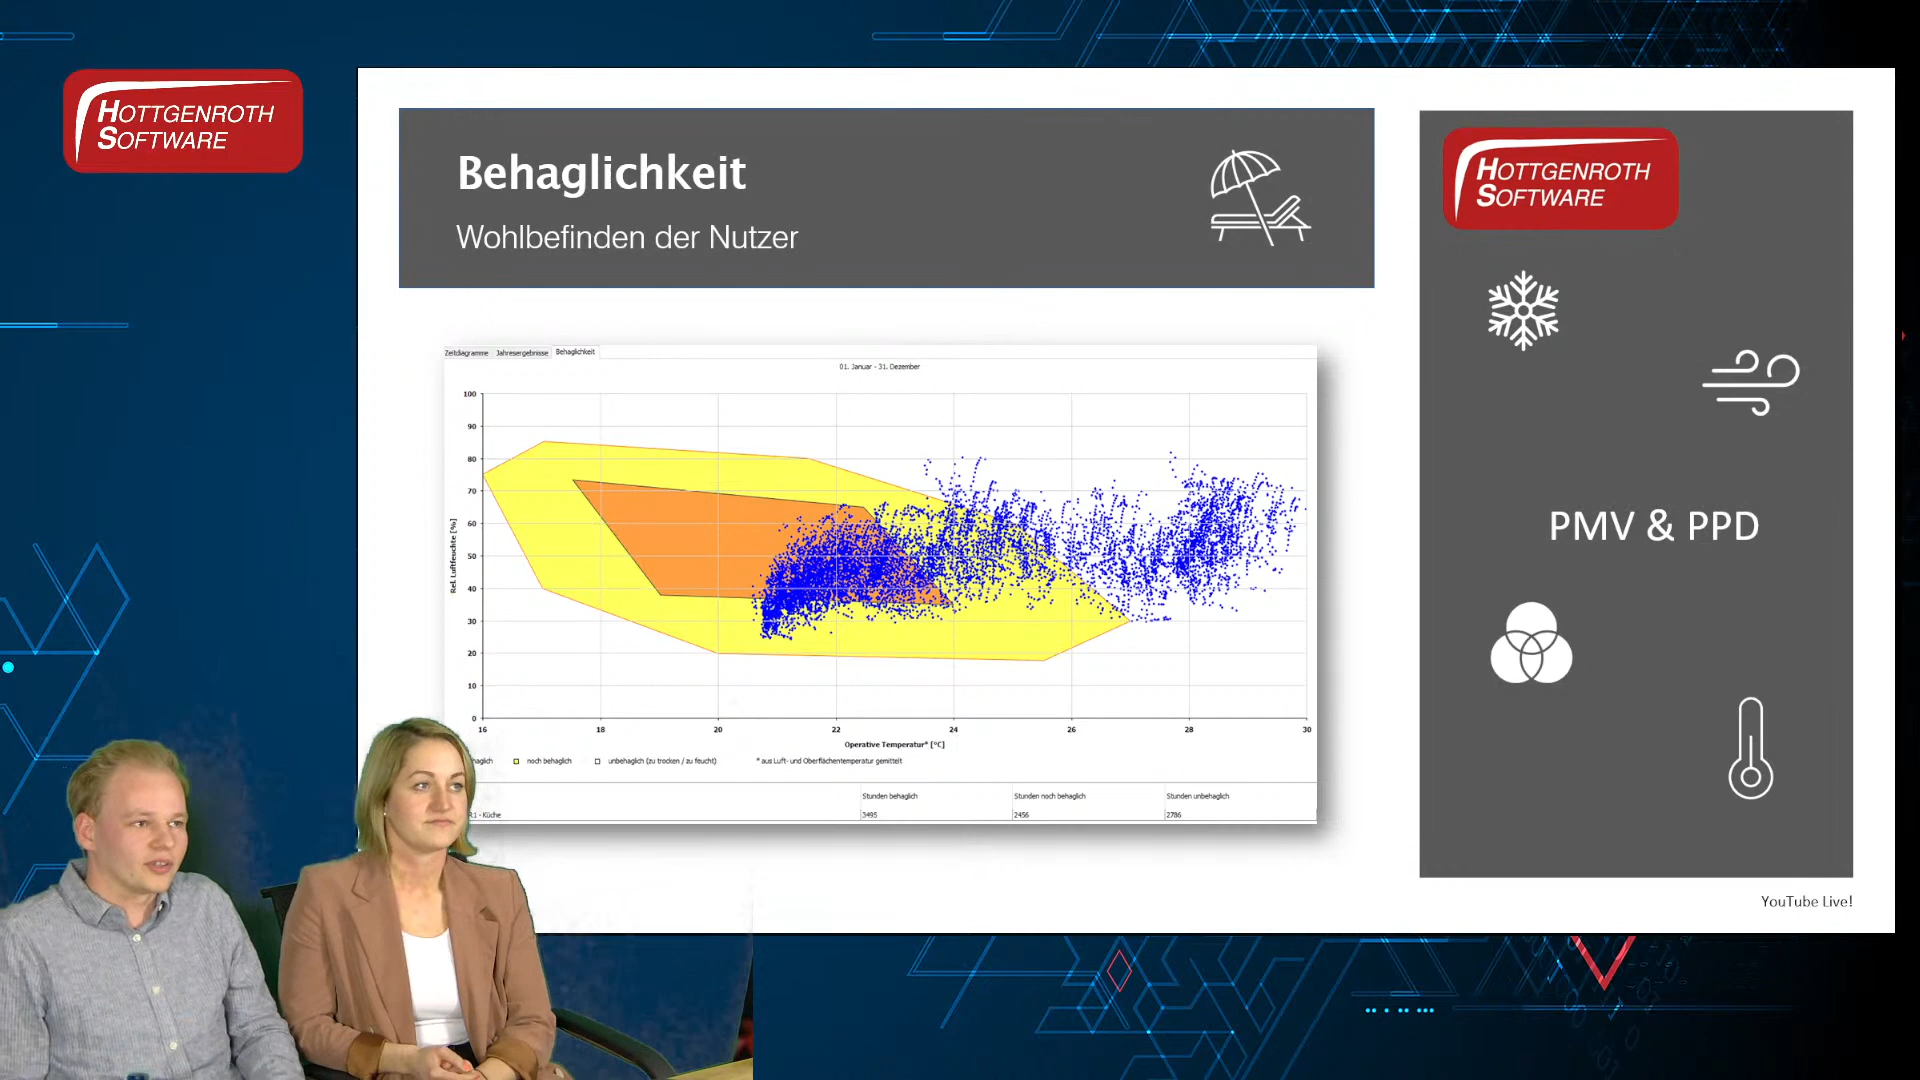 HOTTGENROTH
SOFTWARE
Behaglichkeit
Wohlbefinden der Nutzer
HOTTGENROTH
SOFTWARE
PMV & PPD
Zeitdiagramme Jahresergebnisse Behaglichkeit
01. Januar - 31. Dezember
100
90
80
70
60
50
40
30
20
10
0
Rel. Luftfeuchte [%]
16 18 20 22 24 26 28 30
Operative Temperatur* [°C]
noch behaglich unbehaglich (zu trocken / zu feucht) * aus Luft- und Oberflächentemperatur gemittelt
Stunden behaglich Stunden noch behaglich Stunden unbehaglich
R1 - Küche 3495 2456 2786
YouTube Live!